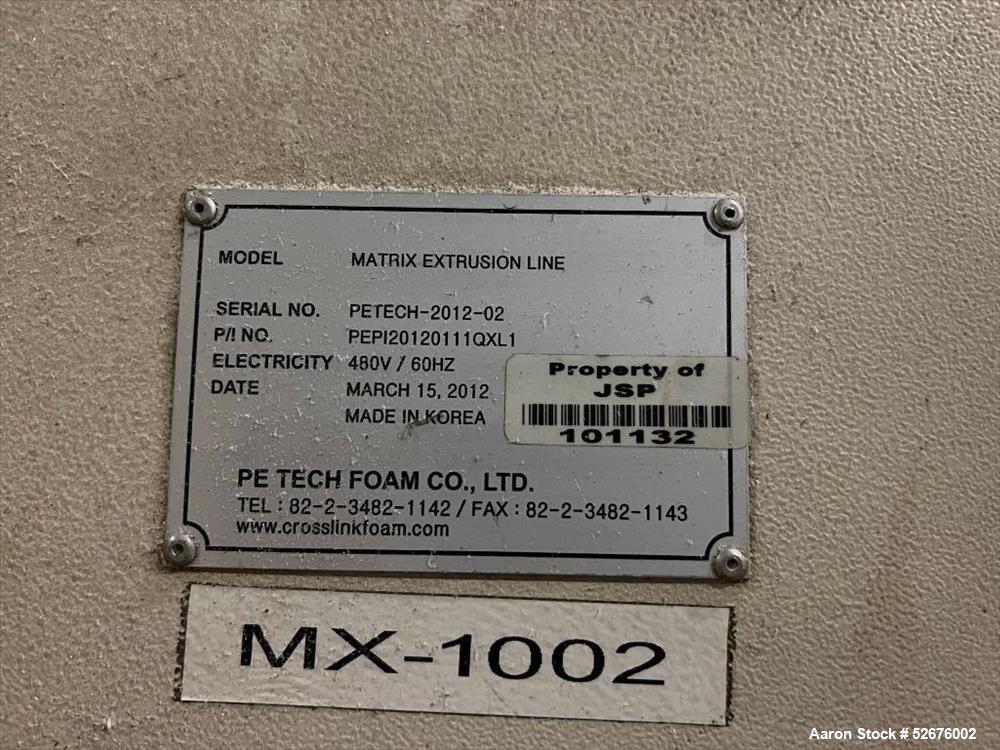 MODEL MATRIX EXTRUSION LINE
SERIAL NO. PETECH-2012-02
P/I NO. PEPI20120111QXL1
ELECTRICITY 480V / 60HZ
DATE MARCH 15, 2012
MADE IN KOREA
Property of
JSP
101132
PE TECH FOAM CO., LTD.
TEL : 82-2-3482-1142 / FAX : 82-2-3482-1143
www.crosslinkfoam.com
MX-1002
Aaron Stock # 52676002